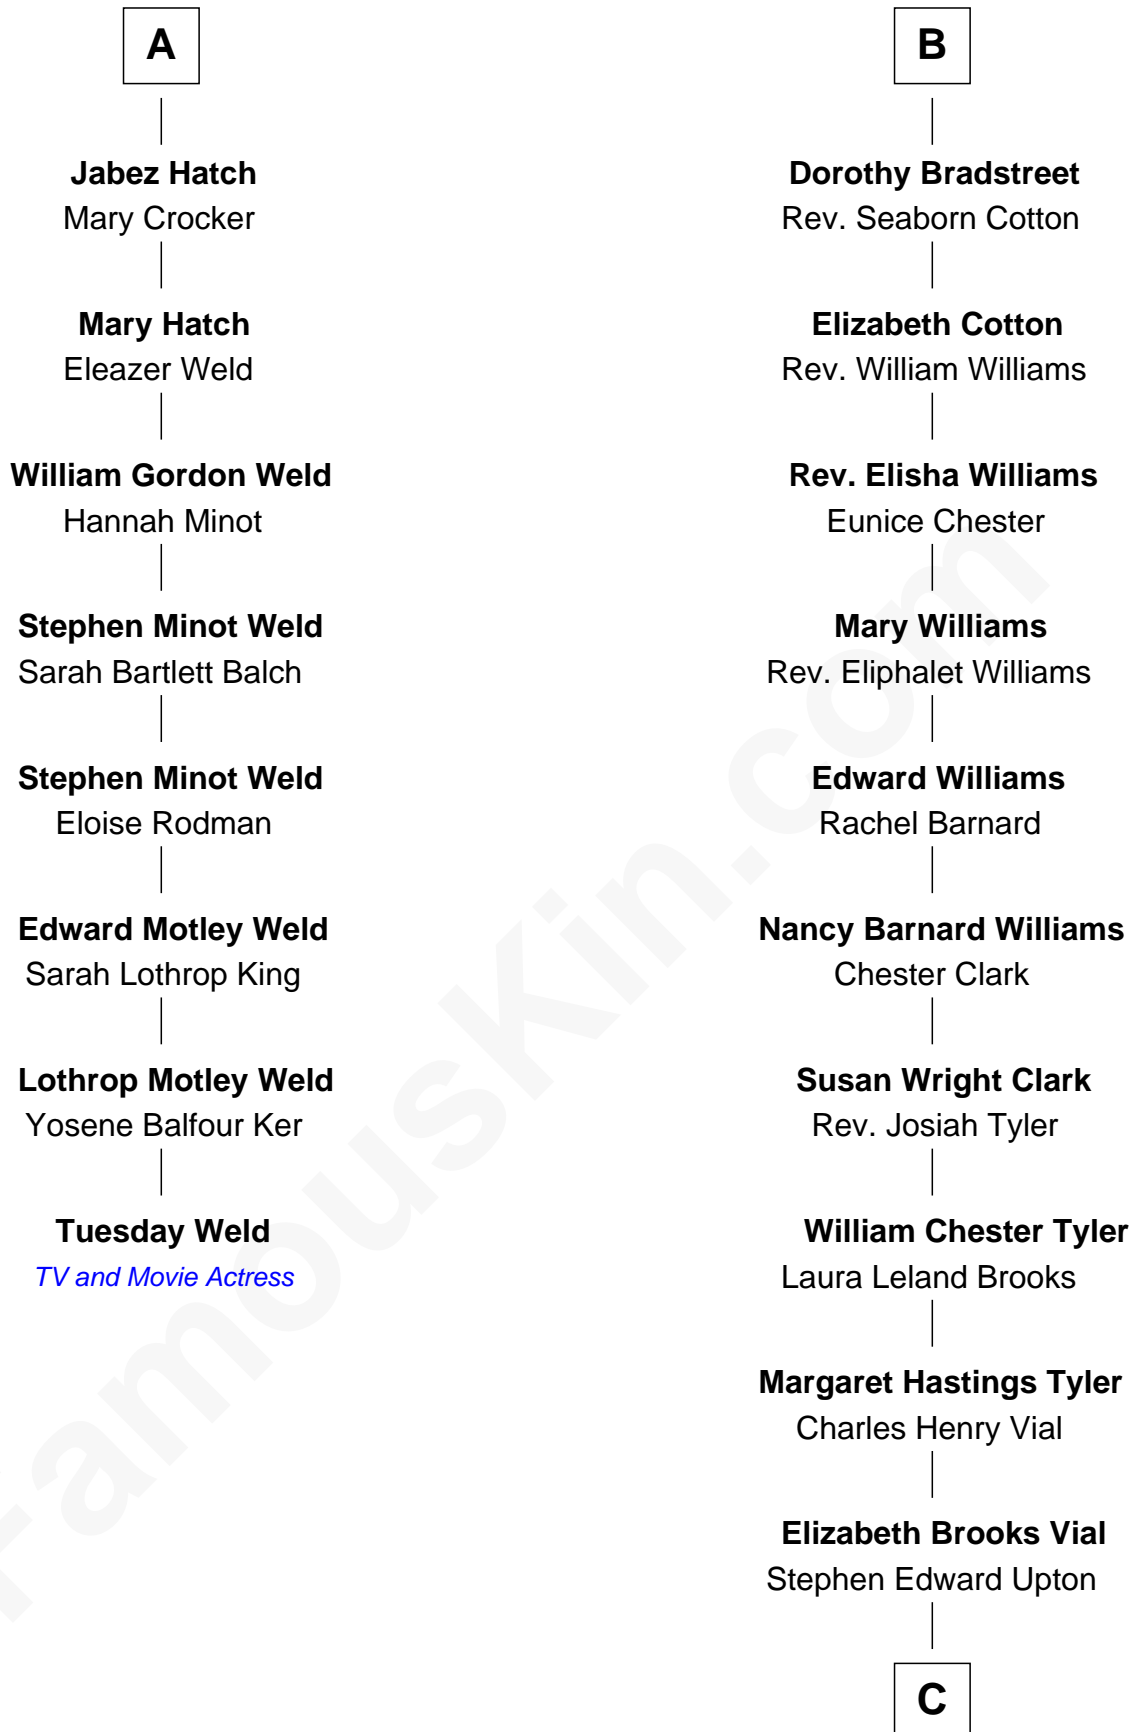 A
Jabez Hatch
Mary Crocker
Mary Hatch
Eleazer Weld
William Gordon Weld
Hannah Minot
Stephen Minot Weld
Sarah Bartlett Balch
Stephen Minot Weld
Eloise Rodman
Edward Motley Weld
Sarah Lothrop King
Lothrop Motley Weld
Yosene Balfour Ker
Tuesday Weld
TV and Movie Actress
B
Dorothy Bradstreet
Rev. Seaborn Cotton
Elizabeth Cotton
Rev. William Williams
Rev. Elisha Williams
Eunice Chester
Mary Williams
Rev. Eliphalet Williams
Edward Williams
Rachel Barnard
Nancy Barnard Williams
Chester Clark
Susan Wright Clark
Rev. Josiah Tyler
William Chester Tyler
Laura Leland Brooks
Margaret Hastings Tyler
Charles Henry Vial
Elizabeth Brooks Vial
Stephen Edward Upton
C
FamousKin.com